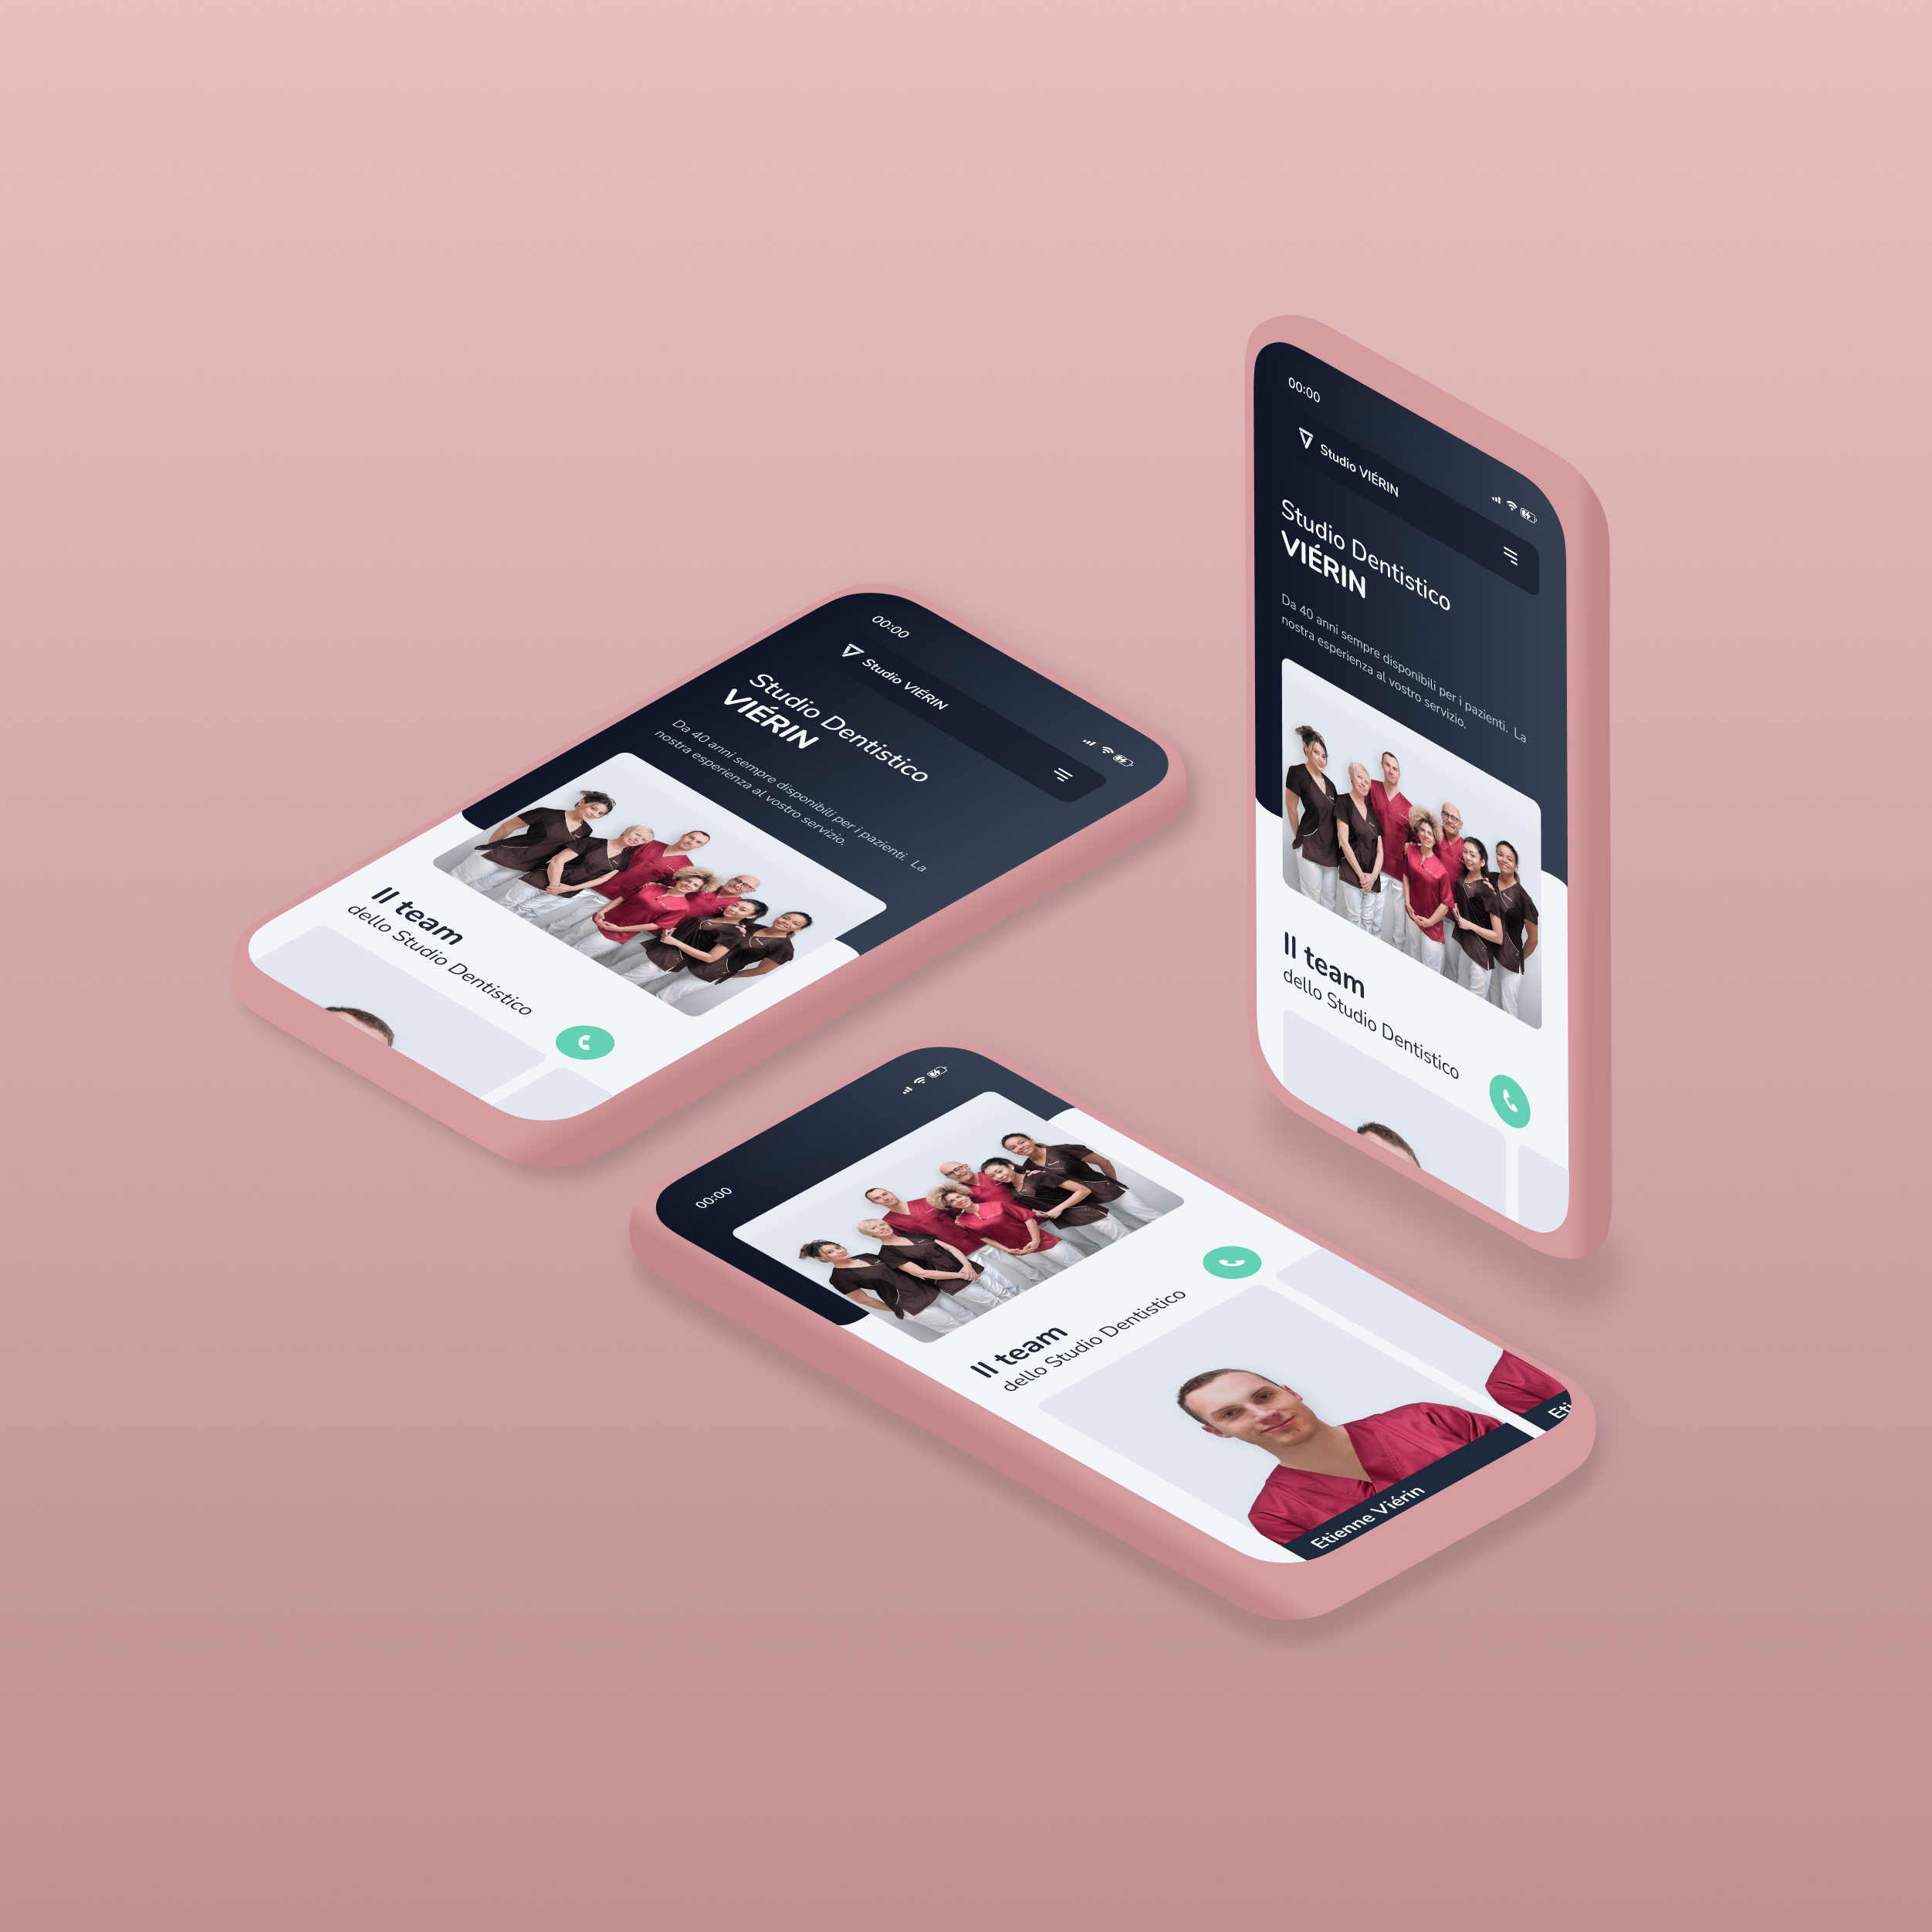 00:00
Studio VIÉRIN
Studio Dentistico
VIÉRIN
Da 40 anni sempre disponibili per i pazienti. La
nostra esperienza al vostro servizio.
Il team
dello Studio Dentistico
00:00
Studio VIÉRIN
Studio Dentistico
VIÉRIN
Da 40 anni sempre disponibili per i pazienti. La
nostra esperienza al vostro servizio.
Il team
dello Studio Dentistico
00:00
Il team
dello Studio Dentistico
Etienne Viérin
Eti